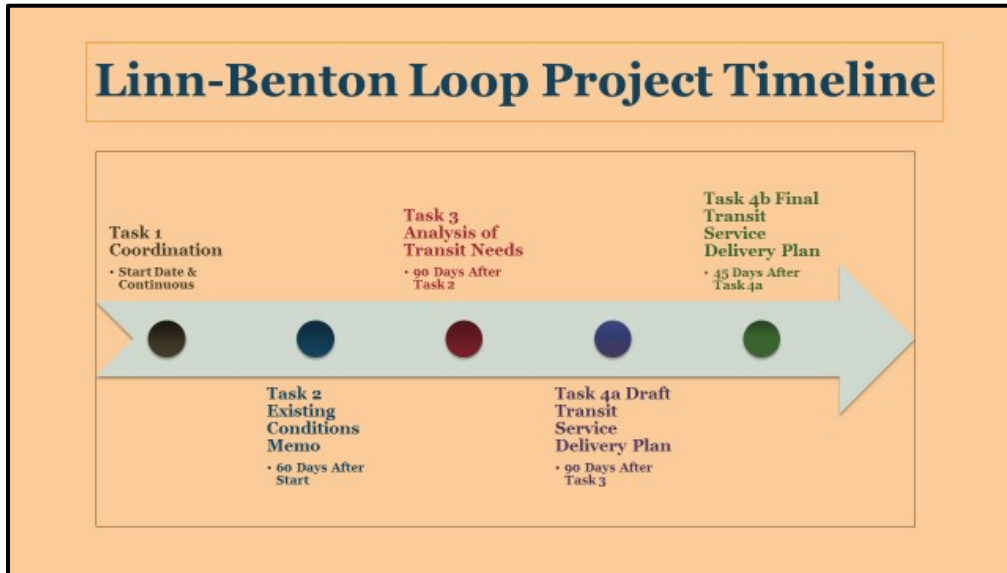 Linn-Benton Loop Project Timeline
Task 1
Coordination
• Start Date &
Continuous
Task 2
Existing
Conditions
Memo
• 60 Days After
Start
Task 3
Analysis of
Transit Needs
• 90 Days After
Task 2
Task 4a Draft
Transit
Service
Delivery Plan
• 90 Days After
Task 3
Task 4b Final
Transit
Service
Delivery Plan
• 45 Days After
Task 4a